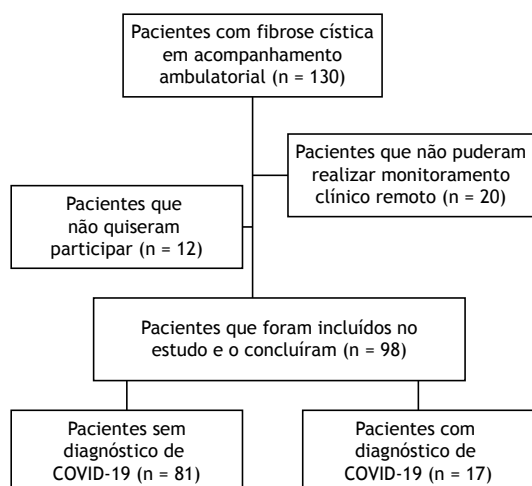 Pacientes com fibrose cística
em acompanhamento
ambulatorial (n = 130)
Pacientes que não puderam
realizar monitoramento
clínico remoto (n = 20)
Pacientes que
não quiseram
participar (n = 12)
Pacientes que foram incluídos no
estudo e o concluíram (n = 98)
Pacientes sem
diagnóstico de
COVID-19 (n = 81)
Pacientes com
diagnóstico de
COVID-19 (n = 17)